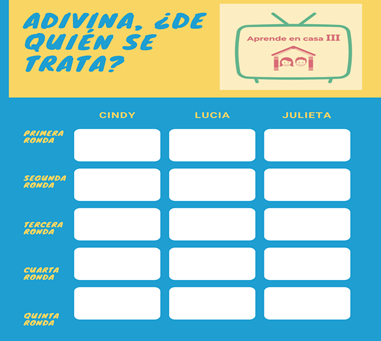 ADIVINA, ¿DE
QUIÉN SE
TRATA?
Aprende en casa III
CINDY LUCIA JULIETA
PRIMERA
RONDA
SEGUNDA
RONDA
TERCERA
RONDA
CUARTA
RONDA
QUINTA
RONDA